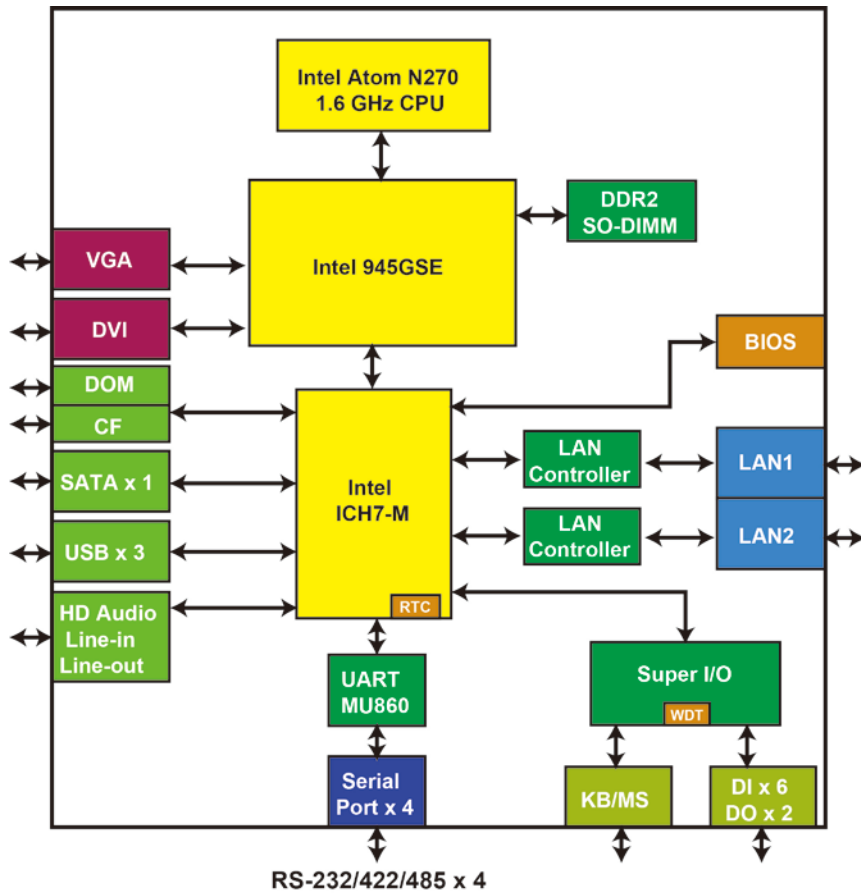 Intel Atom N270
1.6 GHz CPU
Intel 945GSE
DDR2
SO-DIMM
VGA
DVI
DOM
CF
SATA x 1
USB x 3
HD Audio
Line-in
Line-out
Intel
ICH7-M
RTC
BIOS
LAN
Controller
LAN1
LAN
Controller
LAN2
UART
MU860
Super I/O
WDT
Serial
Port x 4
KB/MS
DI x 6
DO x 2
RS-232/422/485 x 4